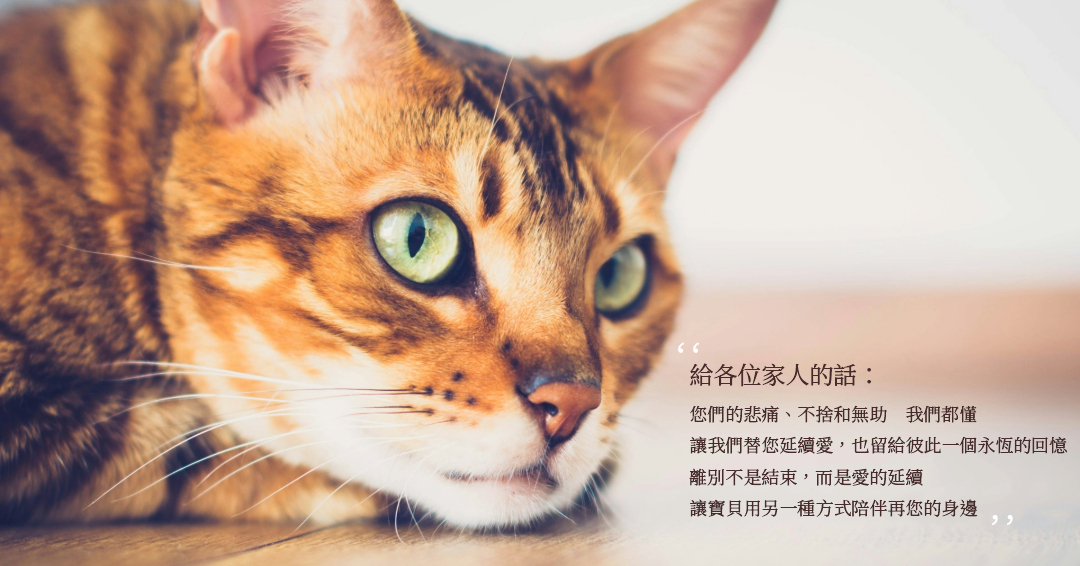 “
給各位家人的話：
您們的悲痛、不捨和無助　我們都懂
讓我們替您延續愛，也留給彼此一個永恆的回憶
離別不是結束，而是愛的延續
讓寶貝用另一種方式陪伴再您的身邊
”